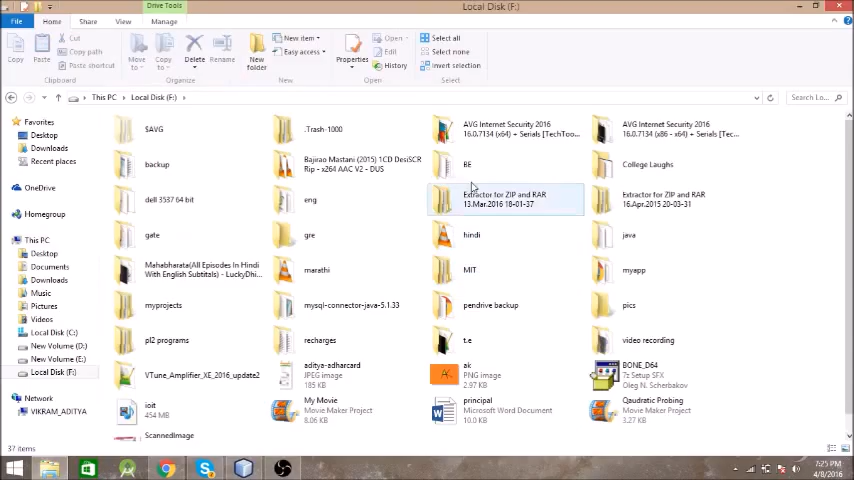 Drive Tools
Local Disk (F:)
File
Home
Share
View
Manage
Copy
Paste
Cut
Copy path
Paste shortcut
Clipboard
Move to
Copy to
Delete
Rename
Organize
New folder
New item
Easy access
New
Properties
Open
Edit
History
Open
Select all
Select none
Invert selection
Select
This PC
Local Disk (F:)
Search Lo...
Favorites
Desktop
Downloads
Recent places
OneDrive
Homegroup
This PC
Desktop
Documents
Downloads
Music
Pictures
Videos
Local Disk (C:)
New Volume (D:)
New Volume (E:)
Local Disk (F:)
Network
VIKRAM_ADITYA
$AVG
.Trash-1000
AVG Internet Security 2016
16.0.7134 (x64) + Serials [TechToo...
AVG Internet Security 2016
16.0.7134 (x86 - x64) + Serials [Tec...
backup
Bajirao Mastani (2015) 1CD DesiSCR
Rip - x264 AAC V2 - DUS
BE
College Laughs
dell 3537 64 bit
eng
Extractor for ZIP and RAR
13.Mar.2016 18-01-37
Extractor for ZIP and RAR
16.Apr.2015 20-03-31
gate
gre
hindi
java
Mahabharata(All Episodes In Hindi
With English Subtitals) - LuckyDhi...
marathi
MIT
myapp
myprojects
mysql-connector-java-5.1.33
pendrive backup
pics
pl2 programs
recharges
t.e
video recording
VTune_Amplifier_XE_2016_update2
aditya-adharcard
JPEG image
185 KB
ak
PNG image
2.97 KB
BONE_D64
7z Setup SFX
Oleg N. Scherbakov
ioit
454 MB
My Movie
Movie Maker Project
8.06 KB
principal
Microsoft Word Document
10.0 KB
Qaudratic Probing
Movie Maker Project
3.27 KB
ScannedImage
37 items
7:25 PM
4/8/2016